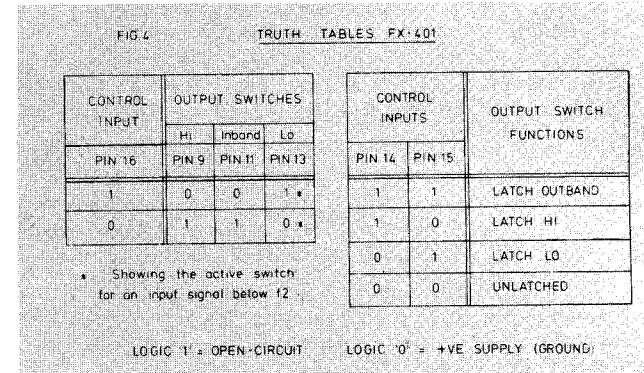 FIG 4
TRUTH TABLES FX-401
CONTROL INPUT
OUTPUT SWITCHES
Hi Inband Lo
PIN 16 PIN 9 PIN 11 PIN 13
1 0 0 1 *
0 1 1 0 *
* Showing the active switch
for an input signal below f2.
CONTROL INPUTS
OUTPUT SWITCH FUNCTIONS
PIN 14 PIN 15
1 1 LATCH OUTBAND
1 0 LATCH HI
0 1 LATCH LO
0 0 UNLATCHED
LOGIC '1' = OPEN-CIRCUIT LOGIC '0' = +VE SUPPLY (GROUND)